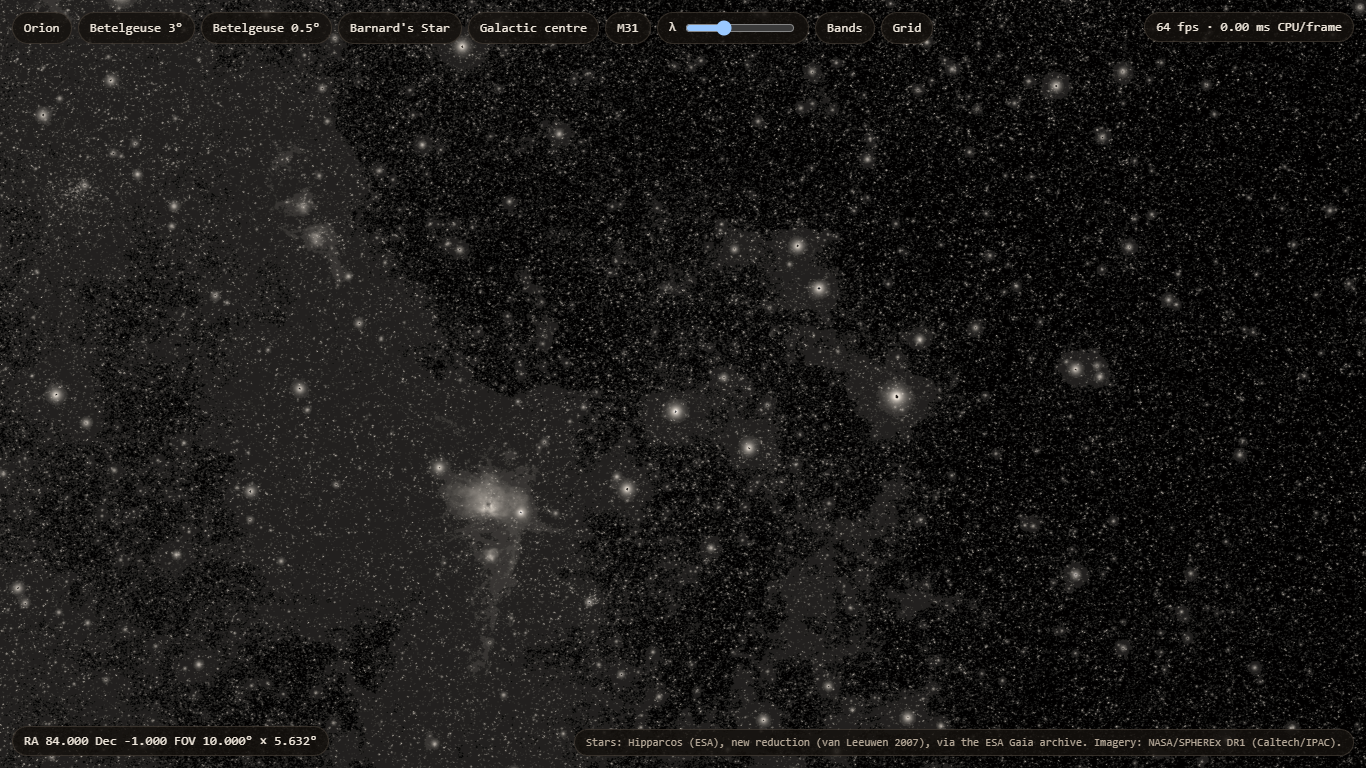 Orion Betelgeuse 3° Betelgeuse 0.5° Barnard's Star Galactic centre M31 λ Bands Grid 64 fps · 0.00 ms CPU/frame
RA 84.000 Dec -1.000 FOV 10.000° × 5.632° Stars: Hipparcos (ESA), new reduction (van Leeuwen 2007), via the ESA Gaia archive. Imagery: NASA/SPHEREx DR1 (Caltech/IPAC).